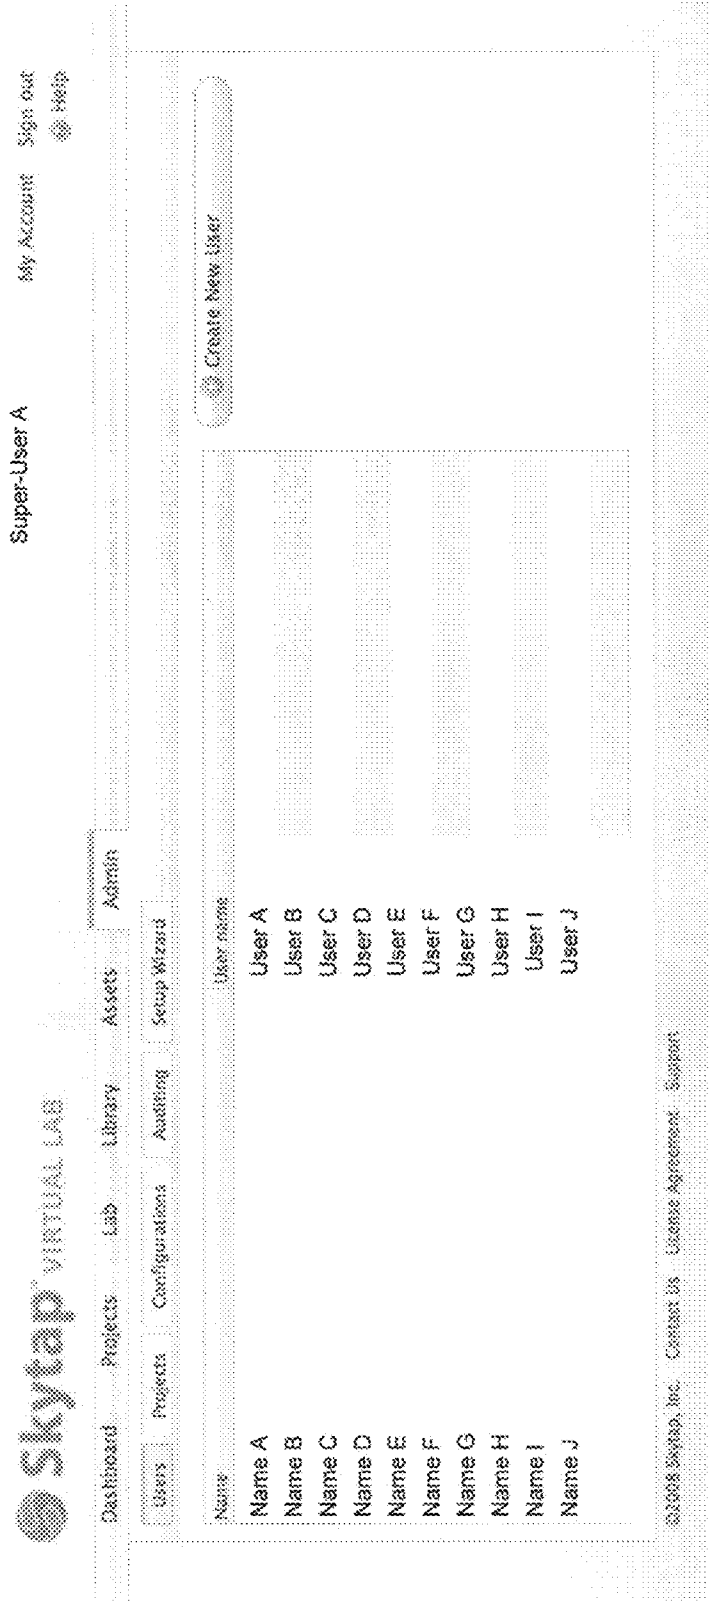 Super-User A
My Account Sign out
Help
Skytap VIRTUAL LAB
Dashboard Projects Lab Library Assets Admin
Users Projects Configurations Auditing Setup Wizard
Create New User
Name User name
Name A User A
Name B User B
Name C User C
Name D User D
Name E User E
Name F User F
Name G User G
Name H User H
Name I User I
Name J User J
©2008 Skytap, Inc. Contact Us License Agreement Support